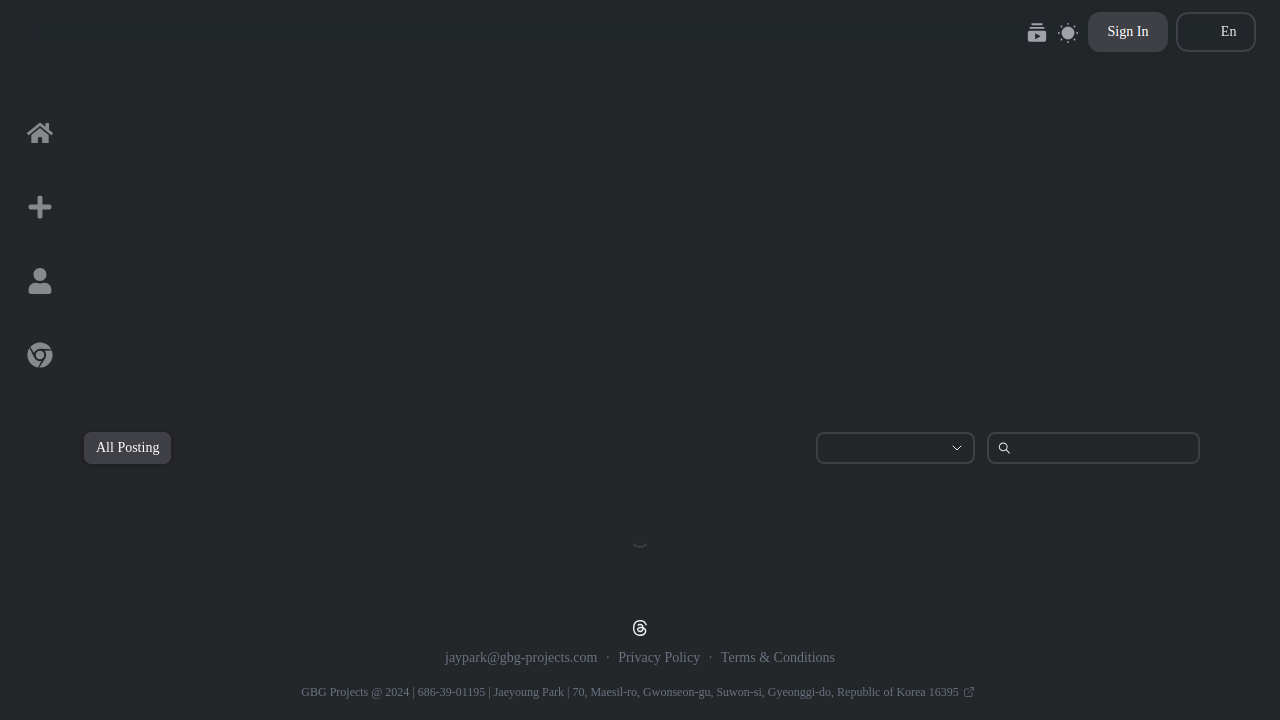 Sign In
En
All Posting
jaypark@gbg-projects.com · Privacy Policy · Terms & Conditions
GBG Projects @ 2024 | 686-39-01195 | Jaeyoung Park | 70, Maesil-ro, Gwonseon-gu, Suwon-si, Gyeonggi-do, Republic of Korea 16395